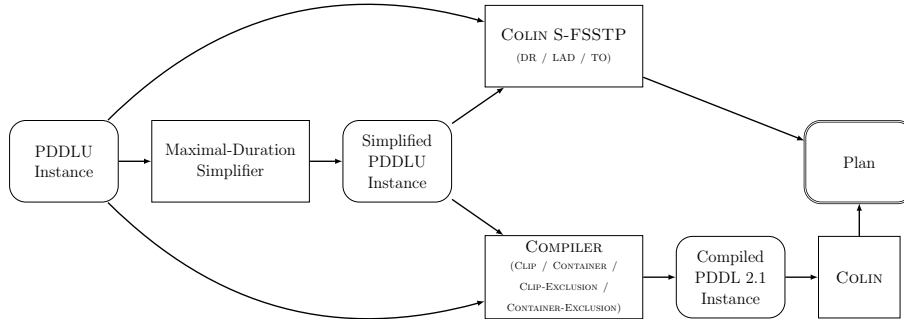 COLIN S-FSSTP
(DR / LAD / TO)
PDDLU
Instance
Maximal-Duration
Simplifier
Simplified
PDDLU
Instance
Plan
COMPILER
(CLIP / CONTAINER /
CLIP-EXCLUSION /
CONTAINER-EXCLUSION)
Compiled
PDDL 2.1
Instance
COLIN